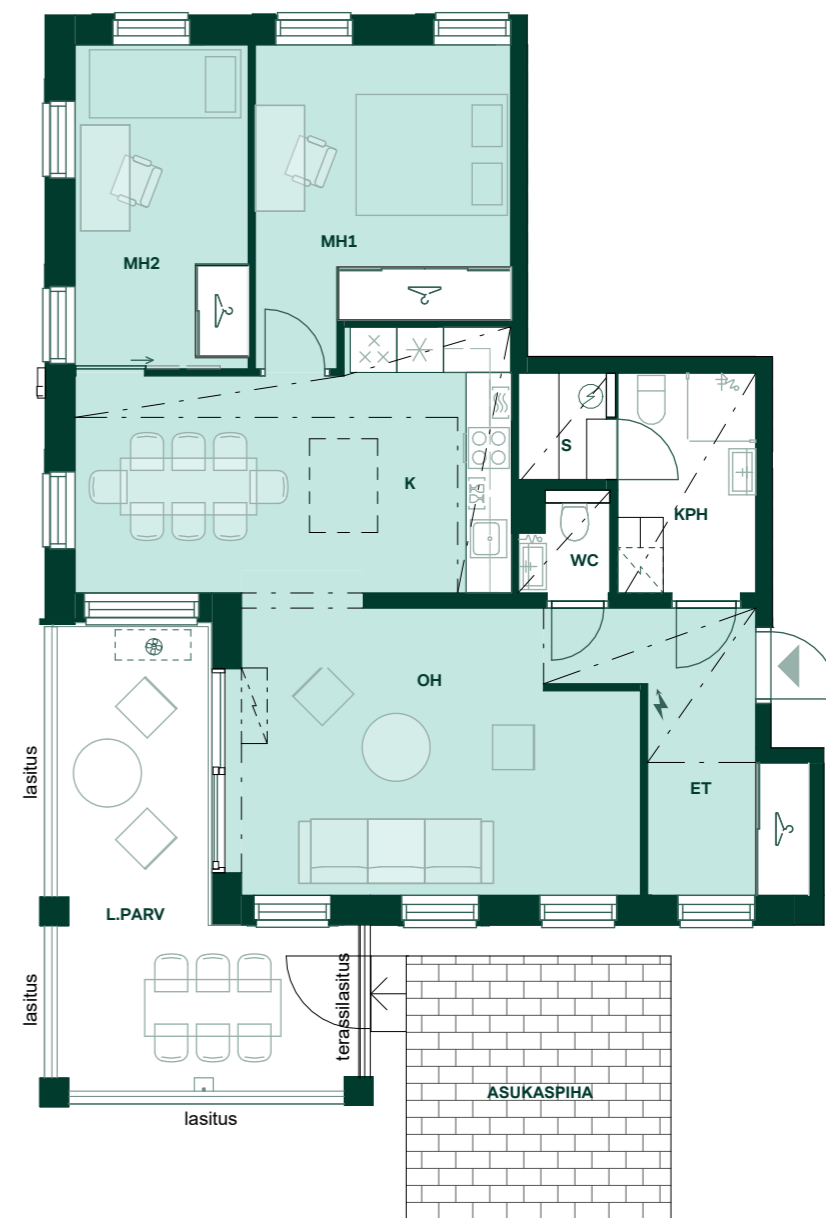 MH1
MH2
S
K
KPH
WC
OH
lasitus
ET
L.PARV
lasitus
terassilasitus
ASUKASPIHA
lasitus